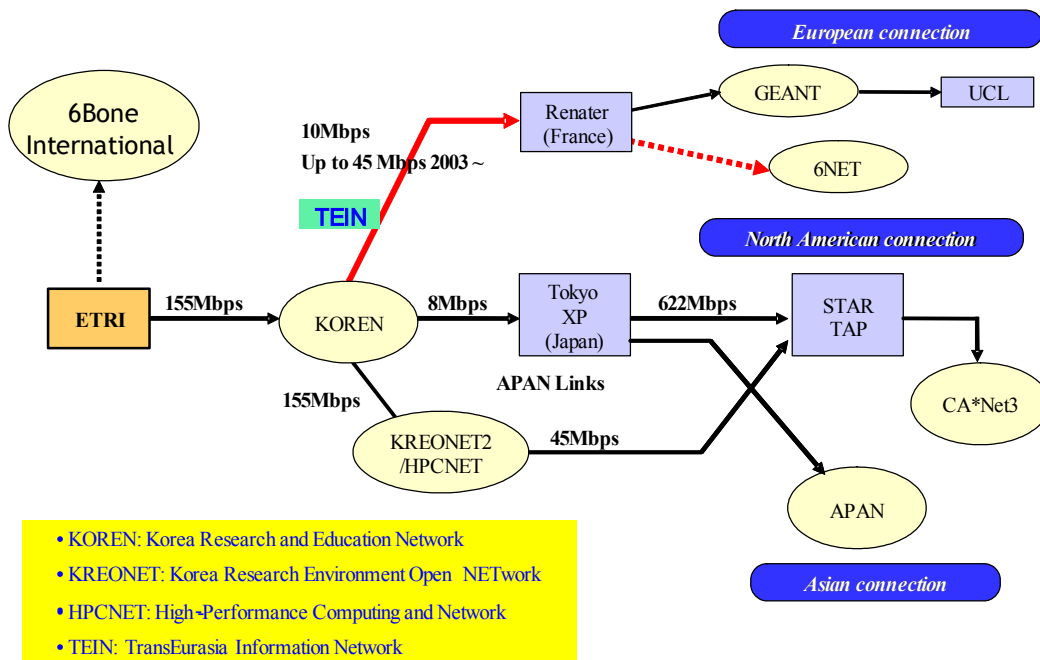 European connection
6Bone
International
GEANT
UCL
Renater
(France)
10Mbps
Up to 45 Mbps 2003 ~
6NET
TEIN
North American connection
ETRI
155Mbps
KOREN
8Mbps
Tokyo
XP
(Japan)
622Mbps
STAR
TAP
APAN Links
155Mbps
CA*Net3
KREONET2
/HPCNET
45Mbps
APAN
Asian connection
• KOREN: Korea Research and Education Network
• KREONET: Korea Research Environment Open NETwork
• HPCNET: High-Performance Computing and Network
• TEIN: TransEurasia Information Network